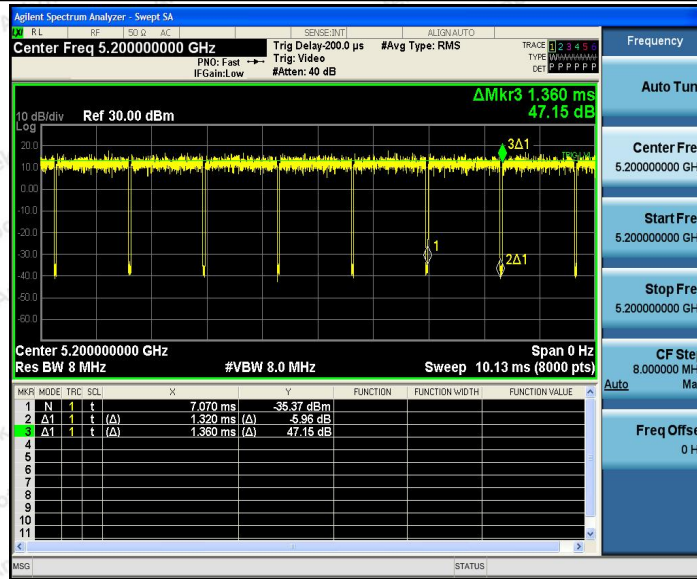 Agilent Spectrum Analyzer - Swept SA
LXI RL RF 50 Ω AC SENSE:INT ALIGN AUTO
Center Freq 5.200000000 GHz
PNO: Fast
IFGain:Low
Trig Delay-200.0 µs
Trig: Video
#Atten: 40 dB
#Avg Type: RMS
TRACE 1 2 3 4 5 6
TYPE
DET P P P P P P
ΔMkr3 1.360 ms
47.15 dB
10 dB/div Ref 30.00 dBm
Log
20.0
10.0
0.00
-10.0
-20.0
-30.0
-40.0
-50.0
-60.0
3Δ1
1
2Δ1
Center 5.200000000 GHz Span 0 Hz
Res BW 8 MHz #VBW 8.0 MHz Sweep 10.13 ms (8000 pts)
MKR MODE TRC SCL X Y FUNCTION FUNCTION WIDTH FUNCTION VALUE
1 N 1 t 7.070 ms -35.37 dBm
2 Δ1 1 t (Δ) 1.320 ms (Δ) -5.96 dB
3 Δ1 1 t (Δ) 1.360 ms (Δ) 47.15 dB
4
5
6
7
8
9
10
11
MSG STATUS
Frequency
Auto Tun
Center Fre
5.200000000 GH
Start Fre
5.200000000 GH
Stop Fre
5.200000000 GH
CF Ste
8.000000 MH
Auto Ma
Freq Offse
0 H